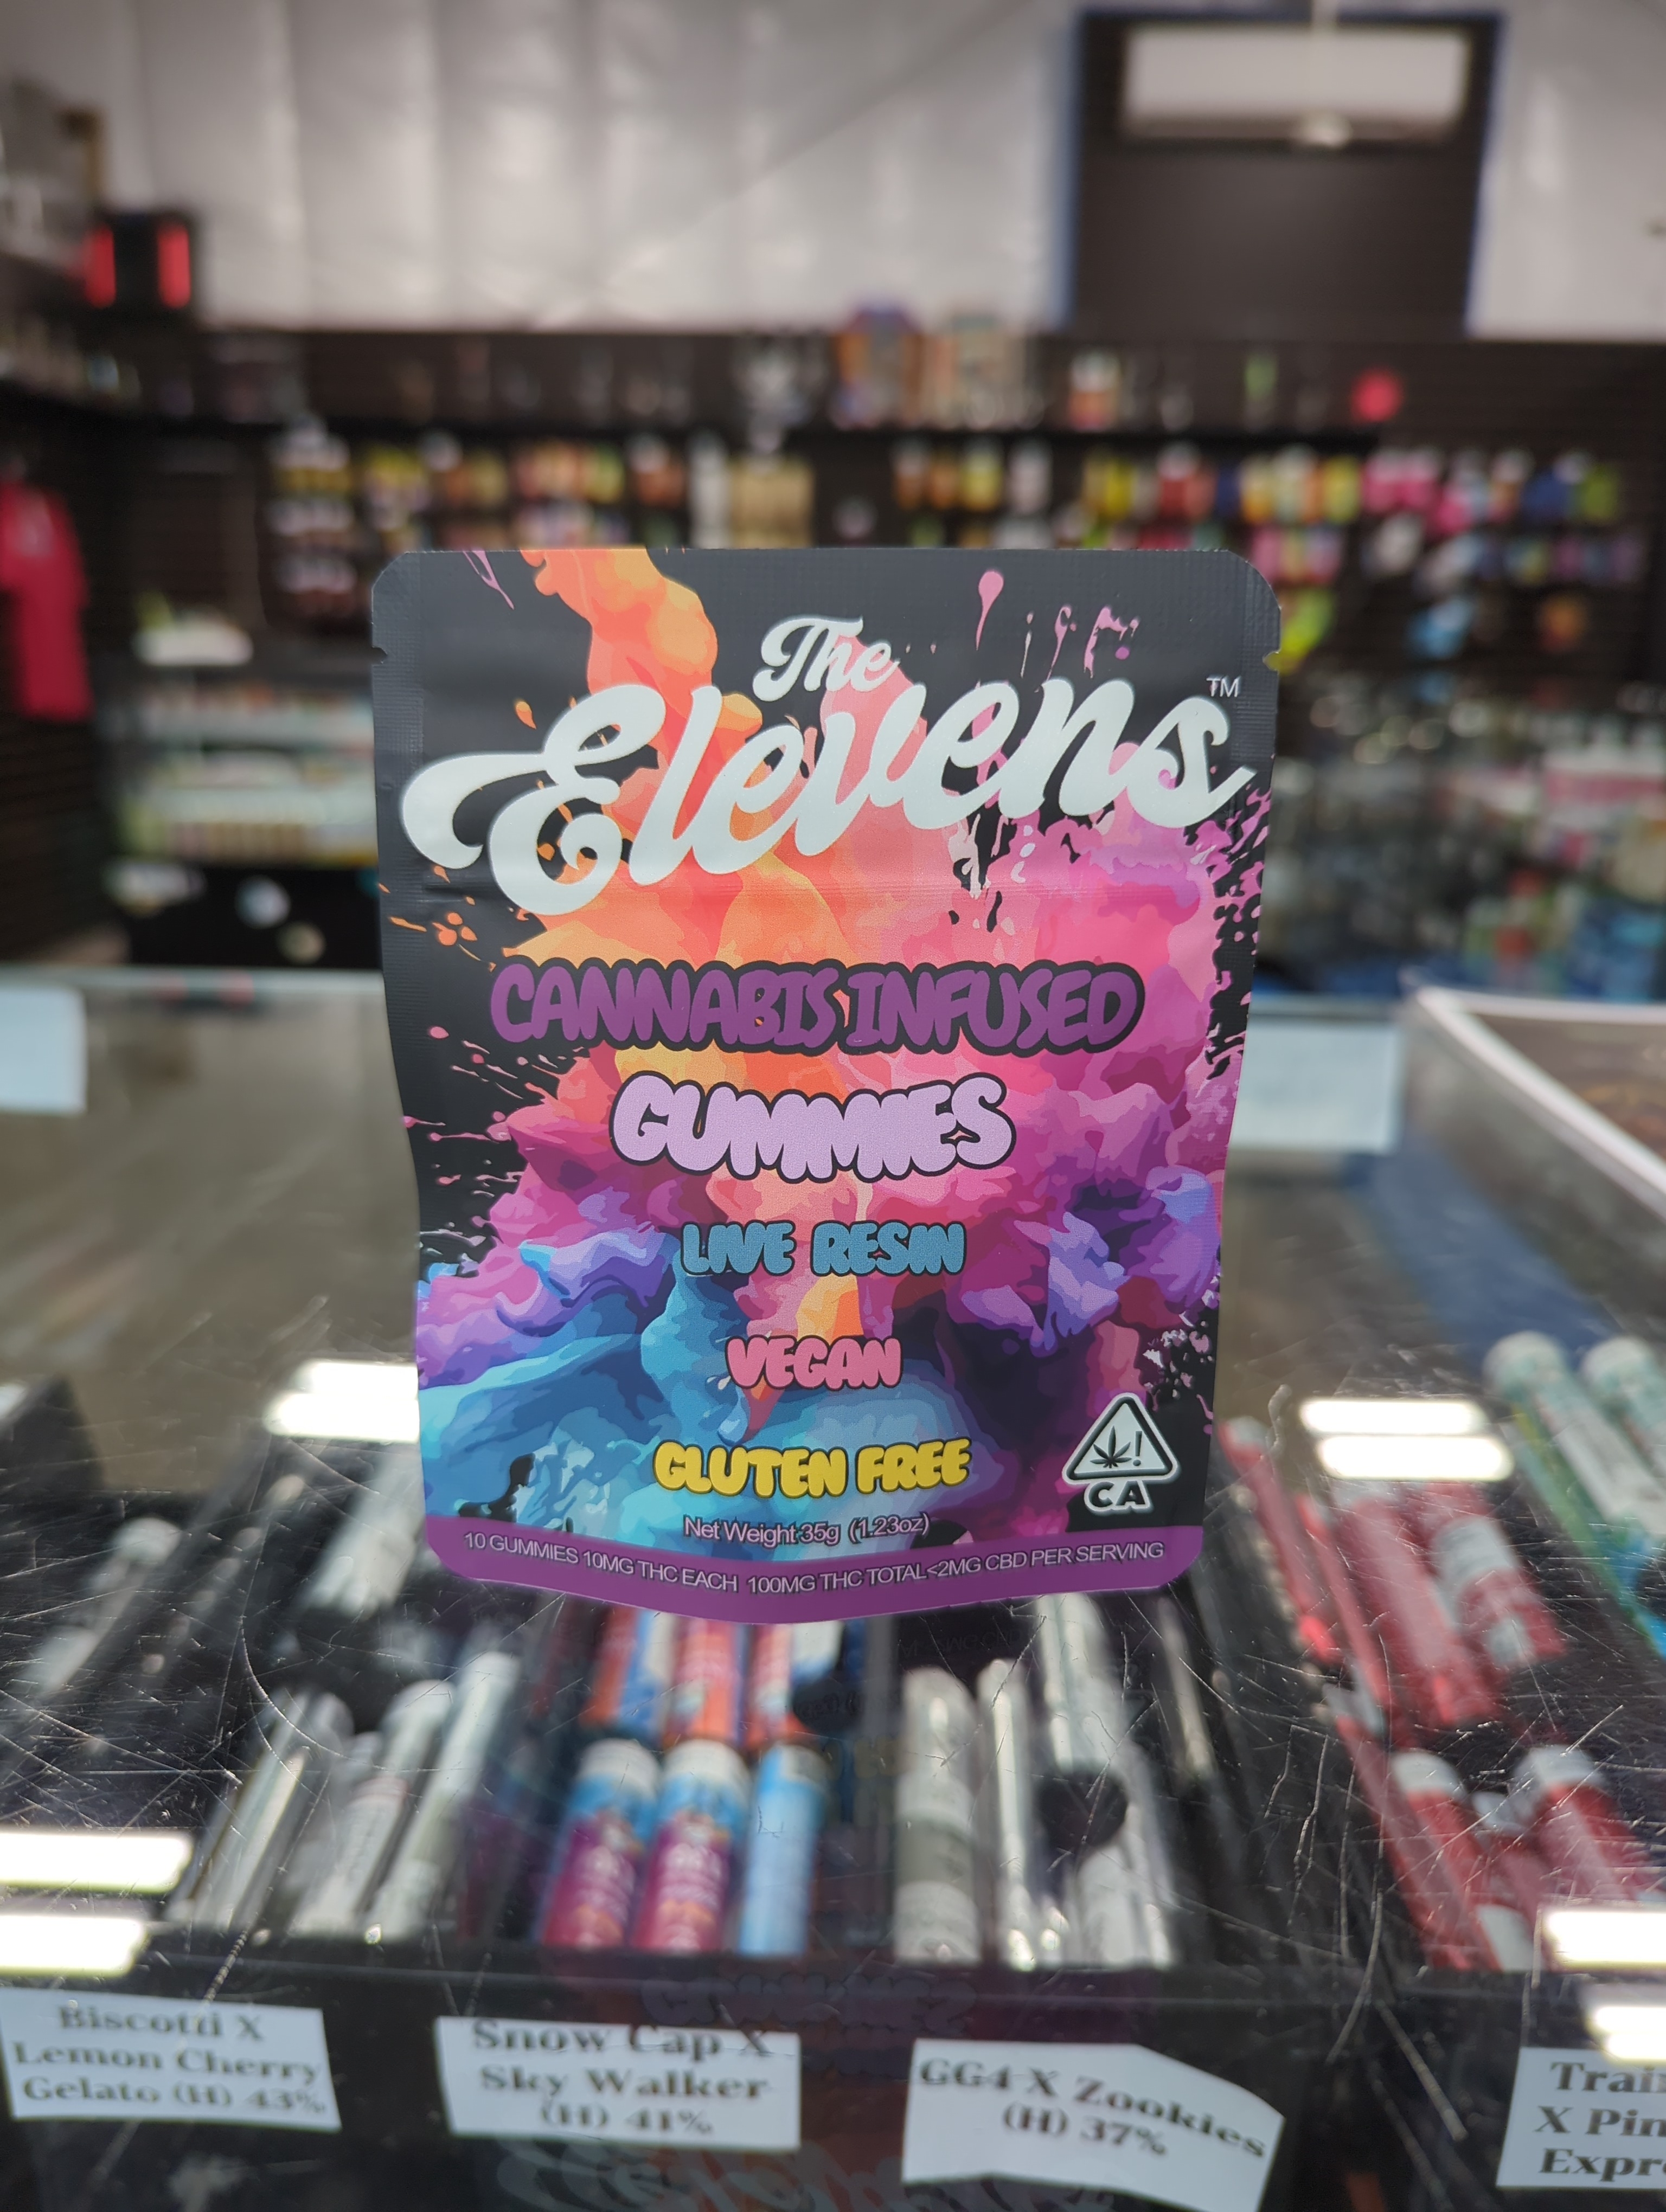 The
Elevens
TM
CANNABIS INFUSED
GUMMIES
LIVE RESIN
VEGAN
GLUTEN FREE
!
CA
Net Weight 35g (1.23oz)
10 GUMMIES 10MG THC EACH 100MG THC TOTAL <2MG CBD PER SERVING
Biscotti X
Lemon Cherry
Gelato (H) 43%
Snow Cap X
Sky Walker
(H) 41%
GG4 X Zookies
(H) 37%
X